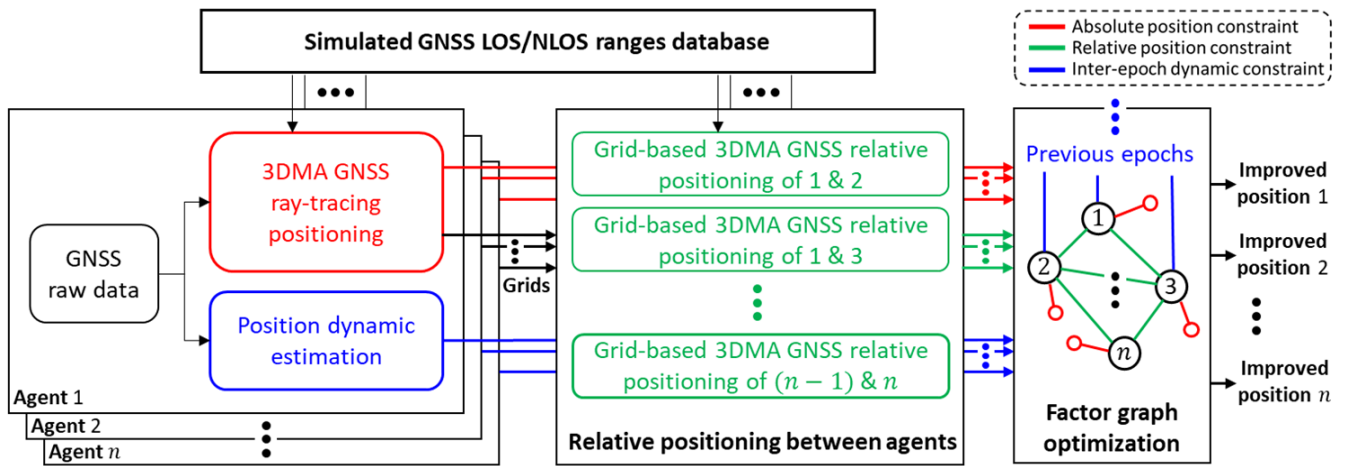 Simulated GNSS LOS/NLOS ranges database
Absolute position constraint
Relative position constraint
Inter-epoch dynamic constraint
GNSS
raw data
3DMA GNSS
ray-tracing
positioning
Position dynamic
estimation
Agent 1
Agent 2
Agent n
Grids
Grid-based 3DMA GNSS relative
positioning of 1 & 2
Grid-based 3DMA GNSS relative
positioning of 1 & 3
Grid-based 3DMA GNSS relative
positioning of (n − 1) & n
Relative positioning between agents
Previous epochs
1
2
3
n
Factor graph
optimization
Improved
position 1
Improved
position 2
Improved
position n